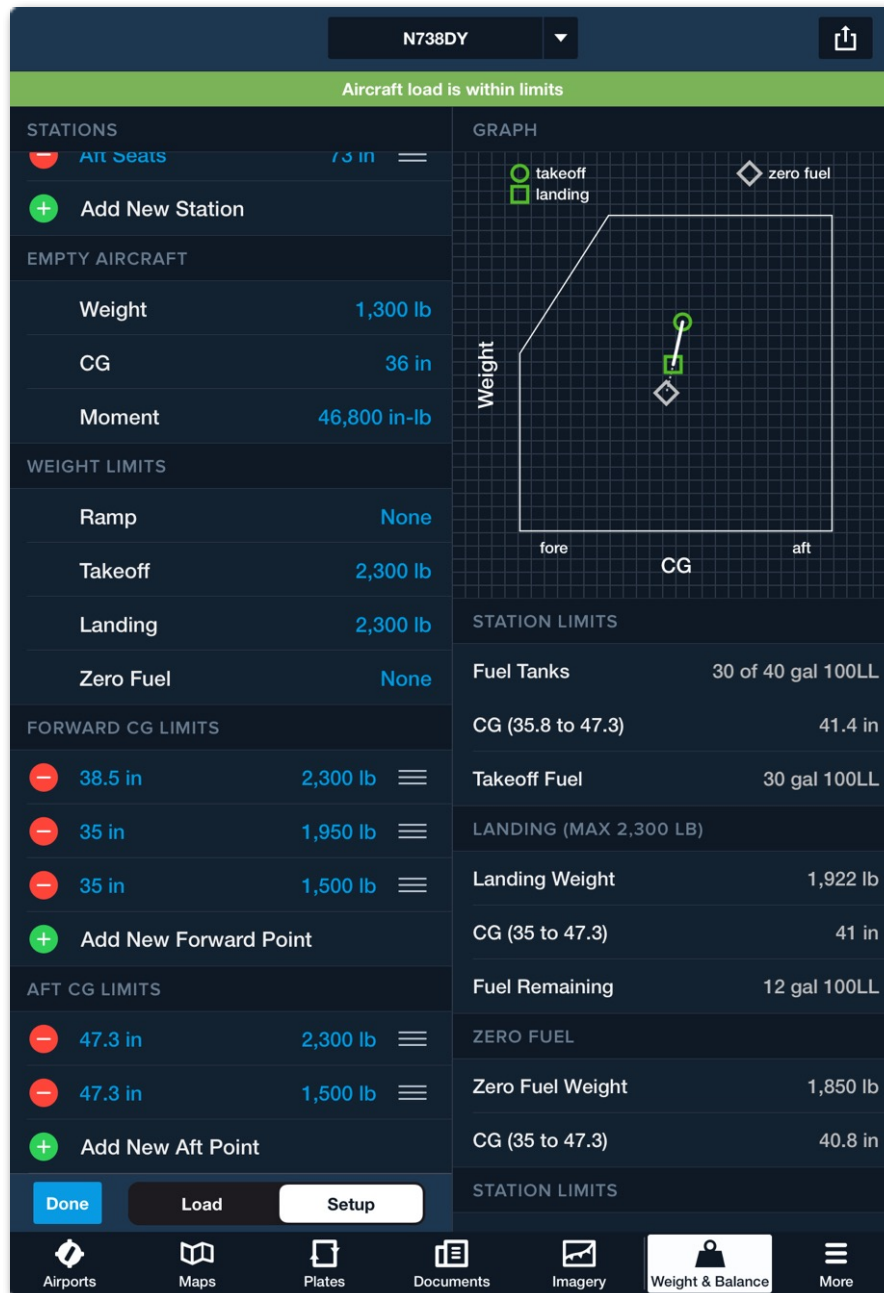 N738DY
Aircraft load is within limits
STATIONS
Aft Seats 73 in
Add New Station
EMPTY AIRCRAFT
Weight 1,300 lb
CG 36 in
Moment 46,800 in-lb
WEIGHT LIMITS
Ramp None
Takeoff 2,300 lb
Landing 2,300 lb
Zero Fuel None
FORWARD CG LIMITS
38.5 in 2,300 lb
35 in 1,950 lb
35 in 1,500 lb
Add New Forward Point
AFT CG LIMITS
47.3 in 2,300 lb
47.3 in 1,500 lb
Add New Aft Point
Done Load Setup
GRAPH
takeoff
landing
zero fuel
Weight
fore
aft
CG
STATION LIMITS
Fuel Tanks 30 of 40 gal 100LL
CG (35.8 to 47.3) 41.4 in
Takeoff Fuel 30 gal 100LL
LANDING (MAX 2,300 LB)
Landing Weight 1,922 lb
CG (35 to 47.3) 41 in
Fuel Remaining 12 gal 100LL
ZERO FUEL
Zero Fuel Weight 1,850 lb
CG (35 to 47.3) 40.8 in
STATION LIMITS
Airports Maps Plates Documents Imagery Weight & Balance More